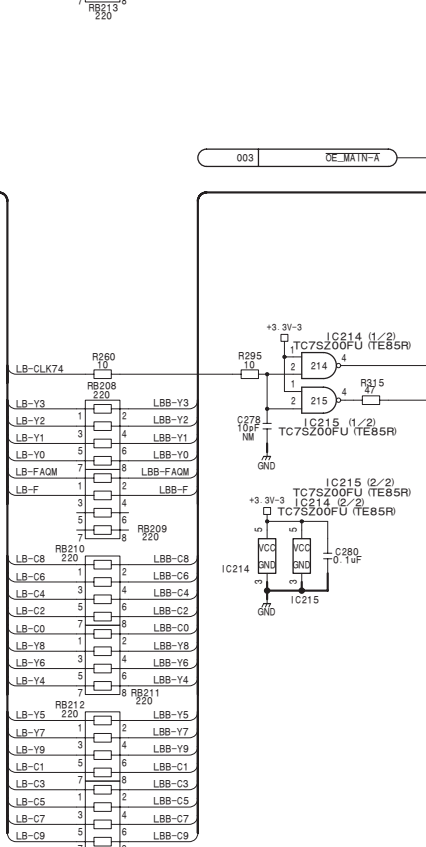 7 8
RB213
220
003 OE_MAIN-A
+3.3V-3
IC214 (1/2)
TC7SZ00FU (TE85R)
1
2
4
214
R260
10
R295
10
LB-CLK74
1
2
4
215
R315
47
IC215 (1/2)
TC7SZ00FU (TE85R)
C278
10pF
NM
GND
RB208
220
LB-Y3 LBB-Y3
1 2
LB-Y2 LBB-Y2
3 4
LB-Y1 LBB-Y1
5 6
LB-Y0 LBB-Y0
7 8
LB-FAQM LBB-FAQM
1 2
LB-F LBB-F
3 4
5 6
7 8
RB209
220
IC215 (2/2)
TC7SZ00FU (TE85R)
IC214 (2/2)
TC7SZ00FU (TE85R)
+3.3V-3
5 5
VCC VCC
GND GND
3 3
IC214
IC215
C280
0.1uF
GND
RB210
220
LB-C8 LBB-C8
1 2
LB-C6 LBB-C6
3 4
LB-C4 LBB-C4
5 6
LB-C2 LBB-C2
7 8
LB-C0 LBB-C0
1 2
LB-Y8 LBB-Y8
3 4
LB-Y6 LBB-Y6
5 6
LB-Y4 LBB-Y4
7 8
RB211
220
RB212
220
LB-Y5 LBB-Y5
1 2
LB-Y7 LBB-Y7
3 4
LB-Y9 LBB-Y9
5 6
LB-C1 LBB-C1
7 8
LB-C3 LBB-C3
1 2
LB-C5 LBB-C5
3 4
LB-C7 LBB-C7
5 6
LB-C9 LBB-C9